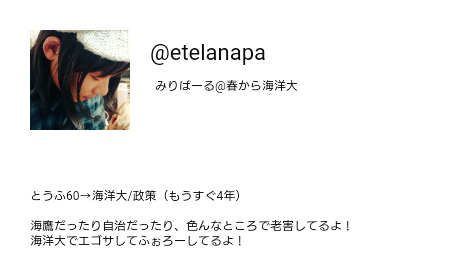 @etelanapa
みりばーる@春から海洋大
とうふ60→海洋大/政策（もうすぐ4年）
海鷹だったり自治だったり、色んなところで老害してるよ！
海洋大でエゴサしてふぉろーしてるよ！